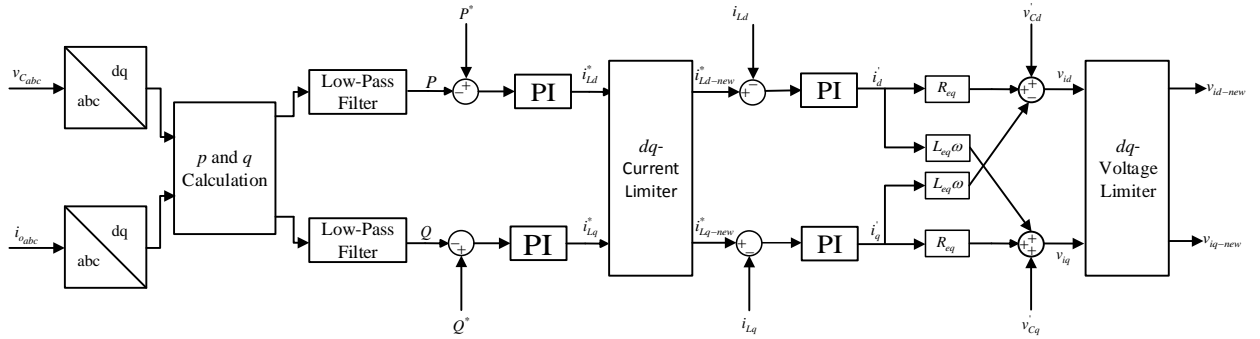 P*
i_Ld
v'_Cd
v_Cabc
dq
abc
Low-Pass
Filter
P
−
+
PI
i*_Ld
i*_Ld-new
+
−
PI
i'_d
R_eq
+
+
−
v_id
v_id-new
p and q
Calculation
dq-
Current
Limiter
L_eq ω
L_eq ω
dq-
Voltage
Limiter
i_oabc
dq
abc
Low-Pass
Filter
Q
−
+
PI
i*_Lq
i*_Lq-new
+
−
PI
i'_q
R_eq
+
+
+
v_iq
v_iq-new
Q*
i_Lq
v'_Cq